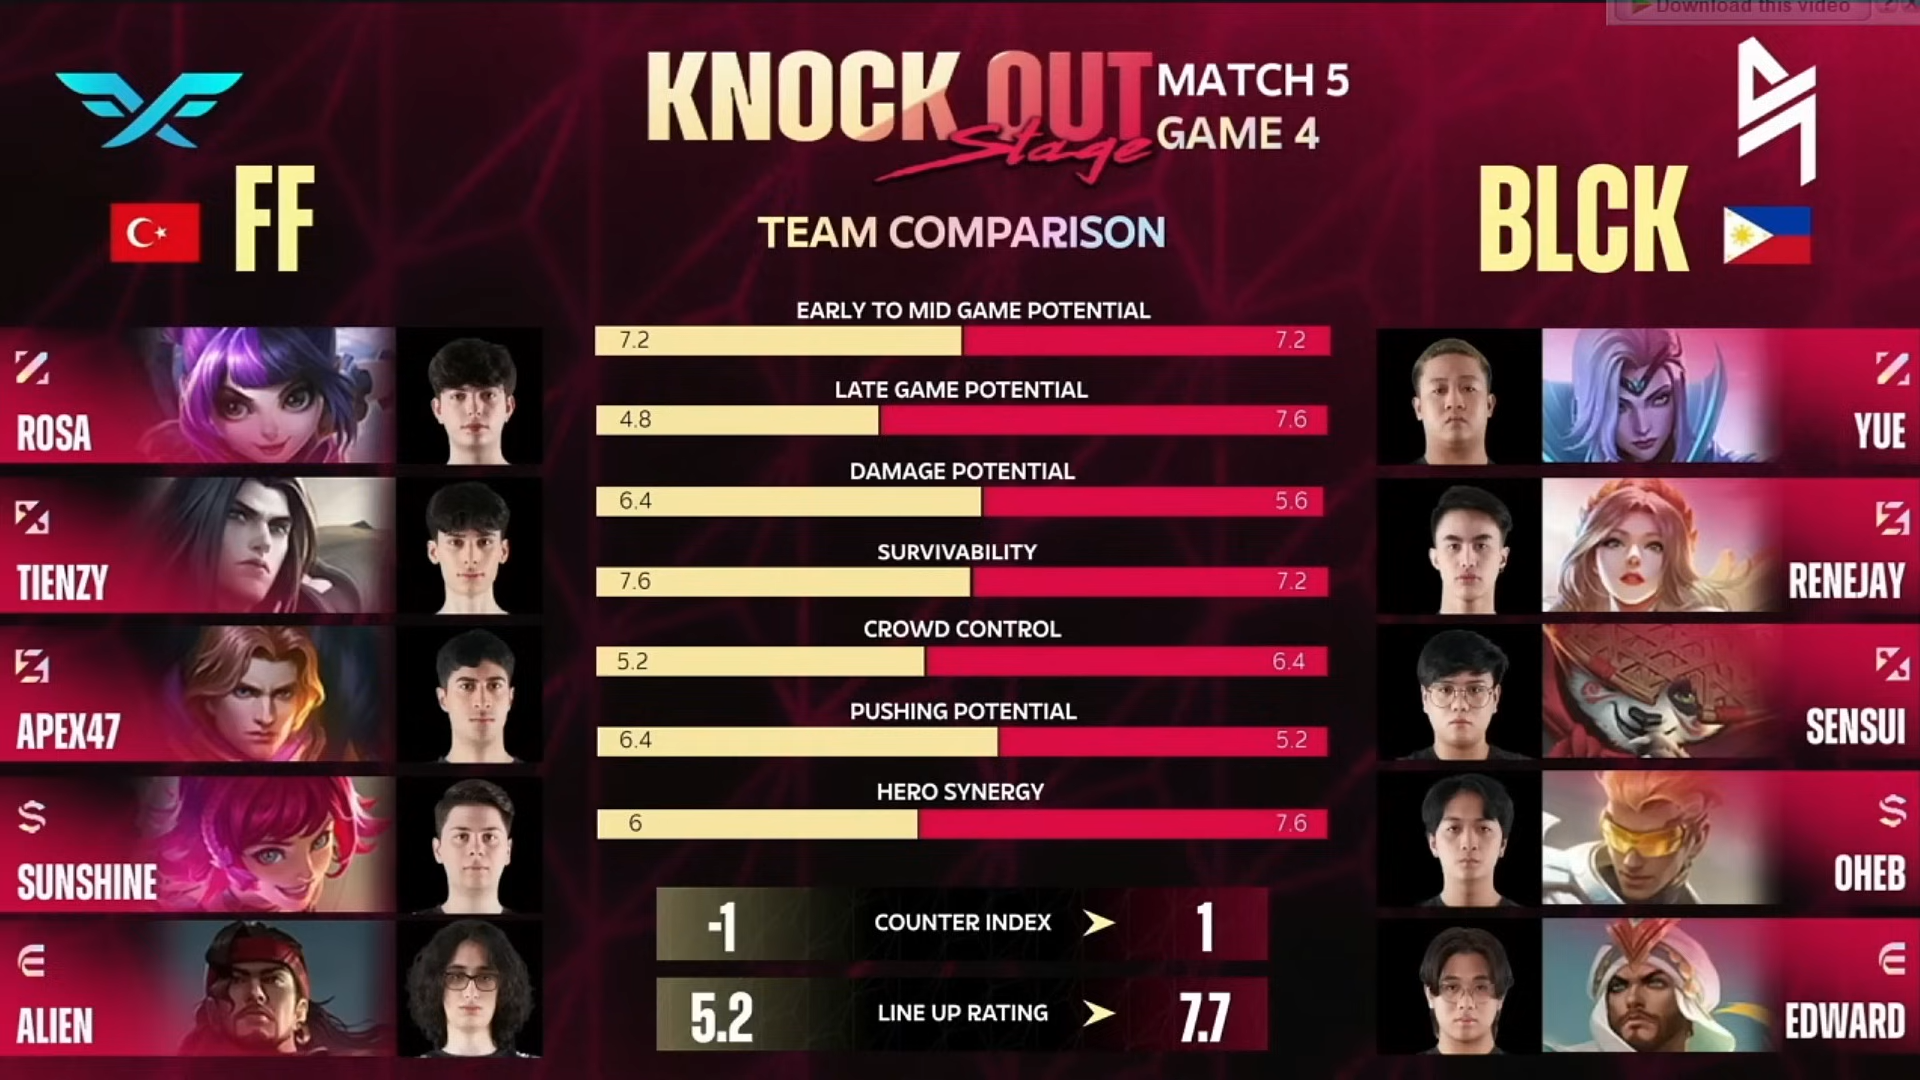 Download this video
KNOCK OUT
Stage
MATCH 5
GAME 4
FF
BLCK
TEAM COMPARISON
EARLY TO MID GAME POTENTIAL
7.2 7.2
LATE GAME POTENTIAL
4.8 7.6
DAMAGE POTENTIAL
6.4 5.6
SURVIVABILITY
7.6 7.2
CROWD CONTROL
5.2 6.4
PUSHING POTENTIAL
6.4 5.2
HERO SYNERGY
6 7.6
-1 COUNTER INDEX 1
5.2 LINE UP RATING 7.7
ROSA
TIENZY
APEX47
SUNSHINE
ALIEN
YUE
RENEJAY
SENSUI
OHEB
EDWARD